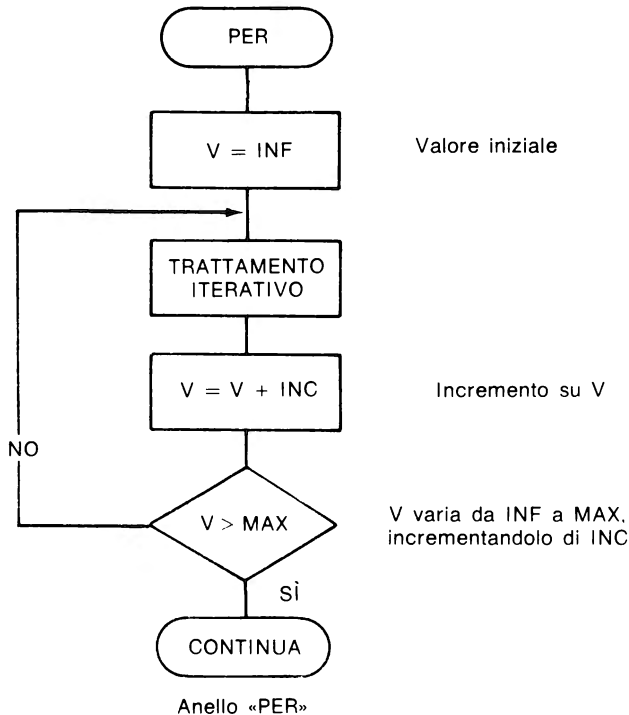 PER
V = INF
Valore iniziale
TRATTAMENTO
ITERATIVO
V = V + INC
Incremento su V
NO
V > MAX
V varia da INF a MAX,
incrementandolo di INC
SÌ
CONTINUA
Anello «PER»